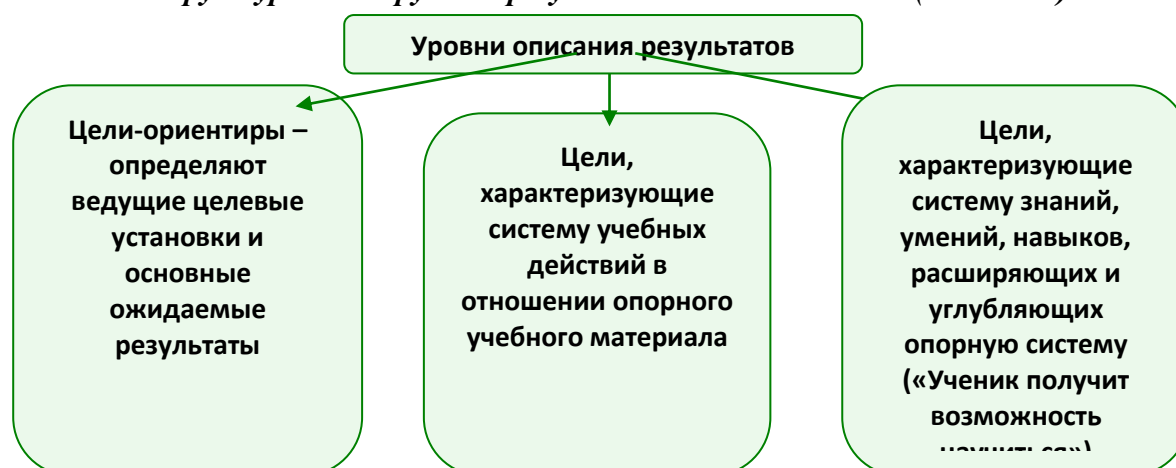 Уровни описания результатов
Цели-ориентиры –
определяют
ведущие целевые
установки и
основные
ожидаемые
результаты
Цели,
характеризующие
систему учебных
действий в
отношении опорного
учебного материала
Цели,
характеризующие
систему знаний,
умений, навыков,
расширяющих и
углубляющих
опорную систему
(«Ученик получит
возможность
научиться»)